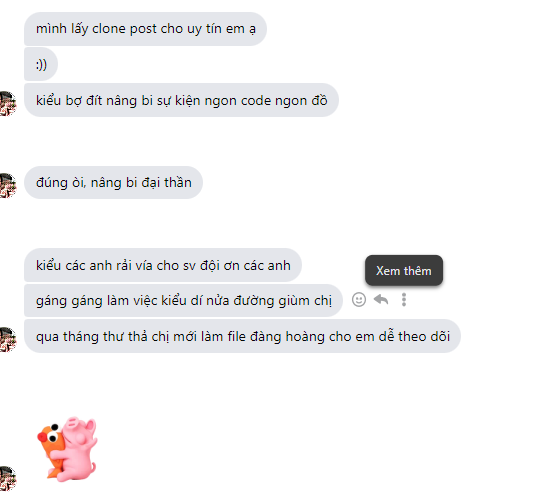 mình lấy clone post cho uy tín em ạ
:))
kiểu bợ đít nâng bi sự kiện ngon code ngon đồ
đúng òi, nâng bi đại thần
kiểu các anh rải vía cho sv đội ơn các anh
Xem thêm
gáng gáng làm việc kiểu dí nửa đường giùm chị
qua tháng thư thả chị mới làm file đàng hoàng cho em dễ theo dõi